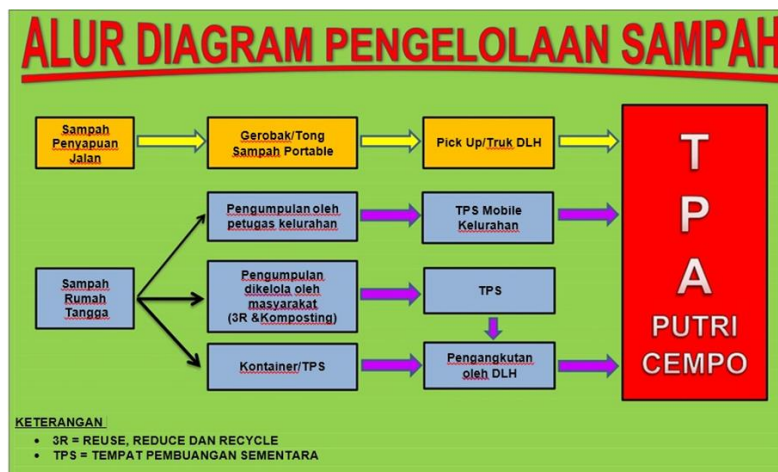 ALUR DIAGRAM PENGELOLAAN SAMPAH
Sampah
Penyapuan
Jalan
Gerobak/Tong
Sampah Portable
Pick Up/Truk DLH
Pengumpulan oleh
petugas kelurahan
TPS Mobile
Kelurahan
Sampah
Rumah
Tangga
Pengumpulan
dikelola oleh
masyarakat
(3R &Komposting)
TPS
Kontainer/TPS
Pengangkutan
oleh DLH
T
P
A
PUTRI
CEMPO
KETERANGAN
• 3R = REUSE, REDUCE DAN RECYCLE
• TPS = TEMPAT PEMBUANGAN SEMENTARA